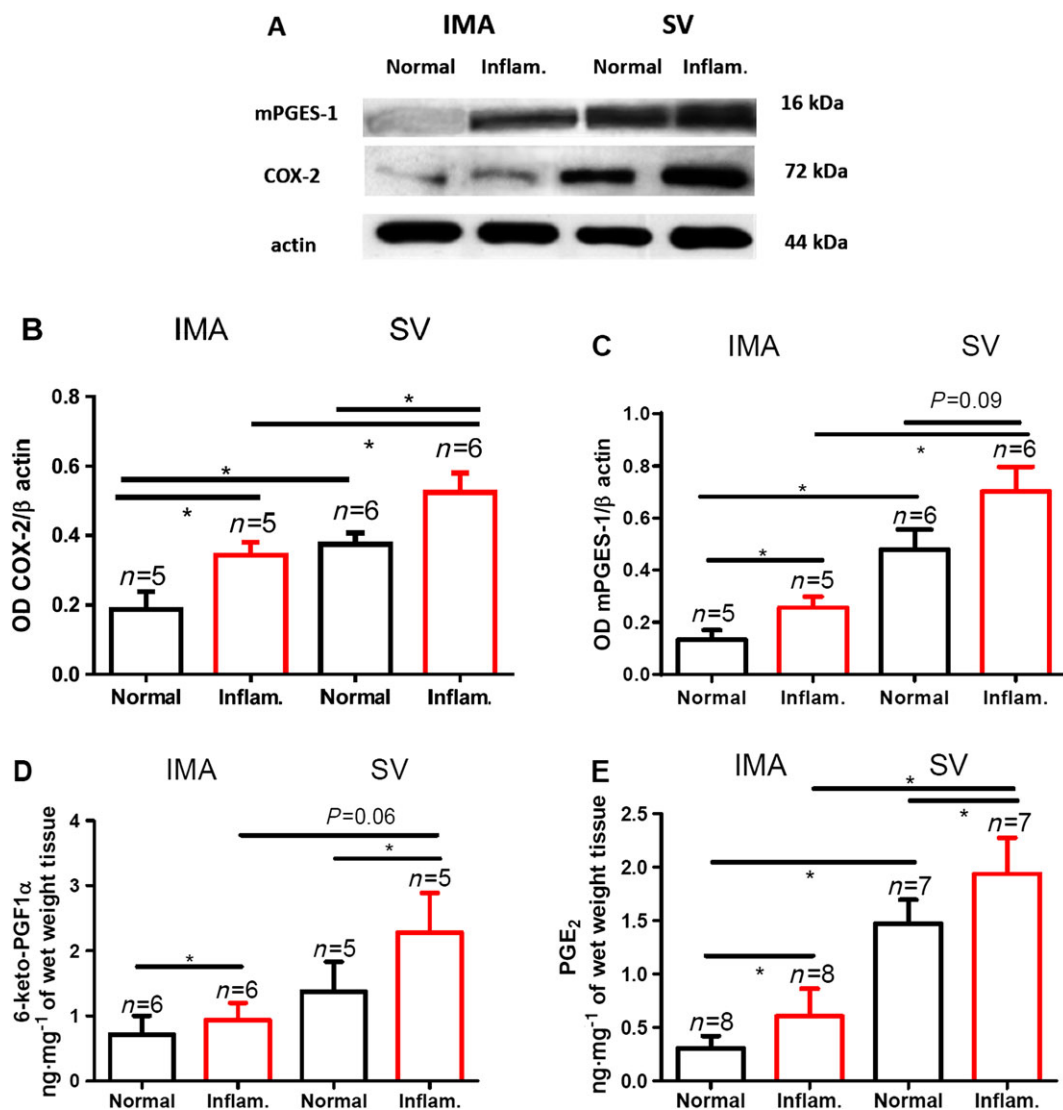 A
IMA SV
Normal Inflam. Normal Inflam.
mPGES-1 16 kDa
COX-2 72 kDa
actin 44 kDa
B
IMA SV
OD COX-2/β actin
0.8
0.6
0.4
0.2
0.0
*
*
*
*
n=5
n=5
n=6
n=6
Normal Inflam. Normal Inflam.
C
IMA SV
OD mPGES-1/β actin
1.0
0.8
0.6
0.4
0.2
0.0
P=0.09
*
*
*
n=5
n=5
n=6
n=6
Normal Inflam. Normal Inflam.
D
IMA SV
6-keto-PGF1α
ng·mg⁻¹ of wet weight tissue
4
3
2
1
0
P=0.06
*
*
n=6
n=6
n=5
n=5
Normal Inflam. Normal Inflam.
E
IMA SV
PGE₂
ng·mg⁻¹ of wet weight tissue
2.5
2.0
1.5
1.0
0.5
0.0
*
*
*
*
n=8
n=8
n=7
n=7
Normal Inflam. Normal Inflam.